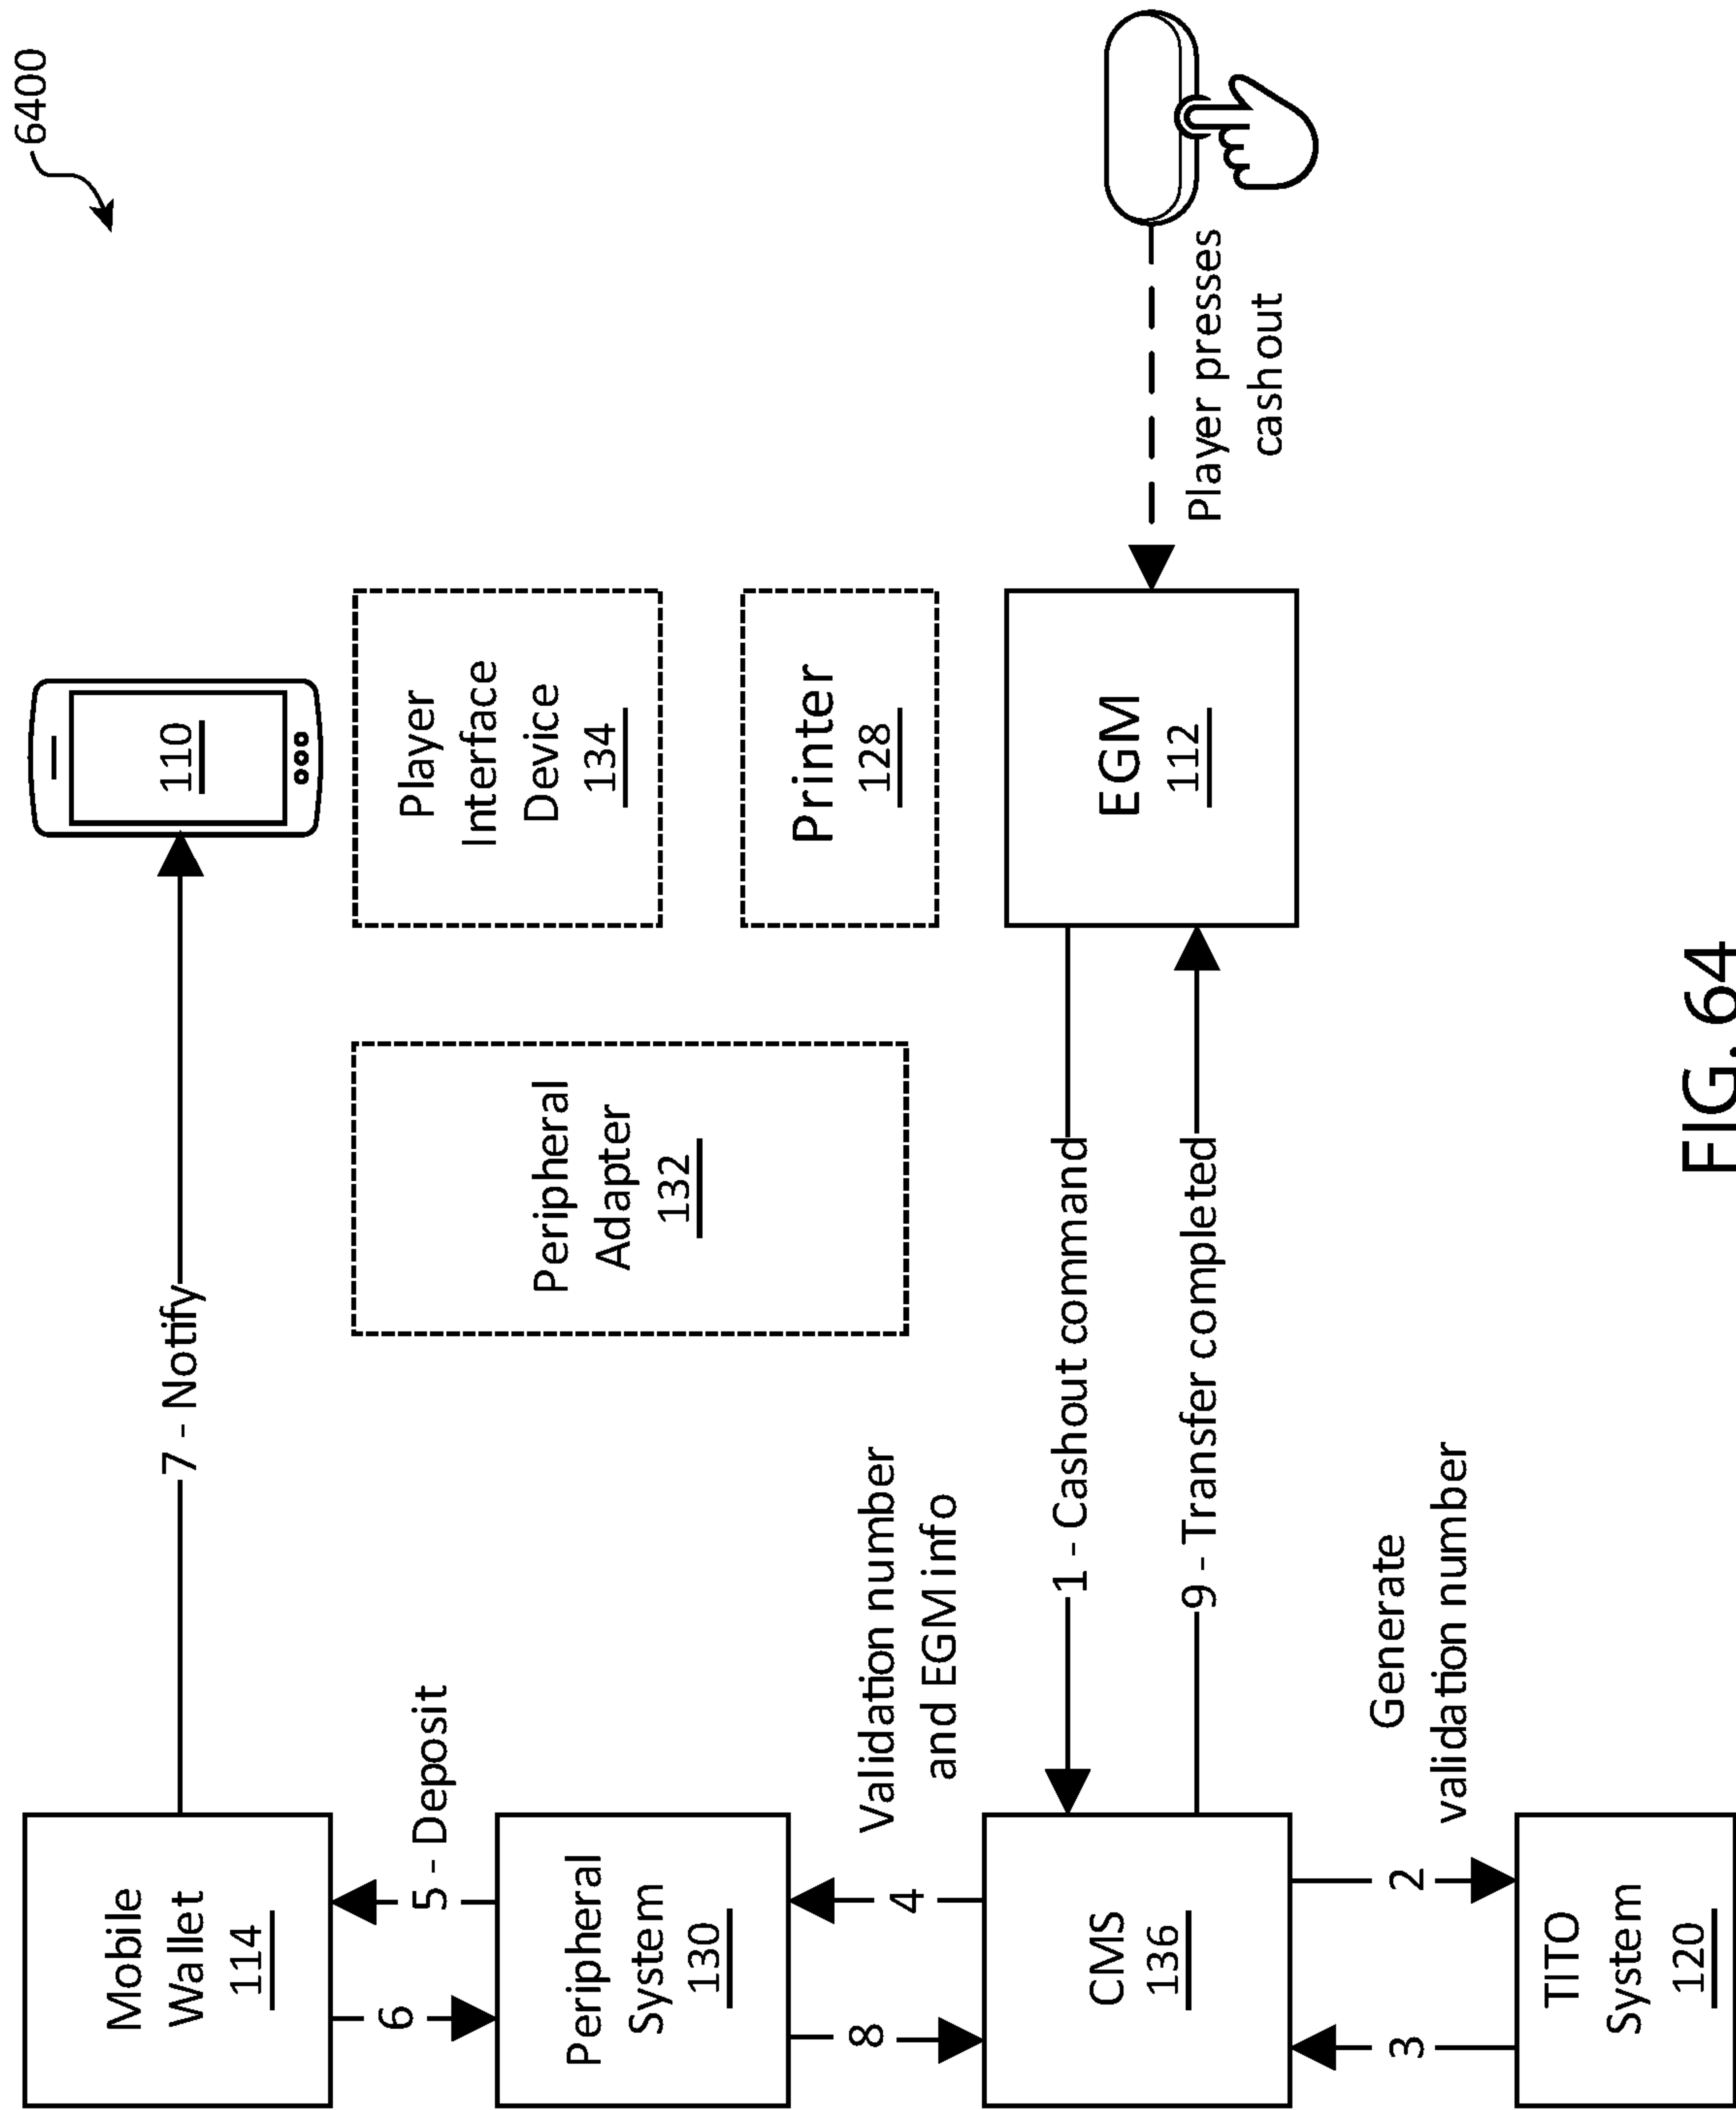 6400
Mobile
Wallet
114
7 - Notify
110
5 - Deposit
6
Peripheral
System
130
Peripheral
Adapter
132
Player
Interface
Device
134
Printer
128
Validation number
and EGM info
4
8
CMS
136
1 - Cashout command
9 - Transfer completed
EGM
112
Player presses
cashout
Generate
validation number
2
3
TITO
System
120
FIG. 64